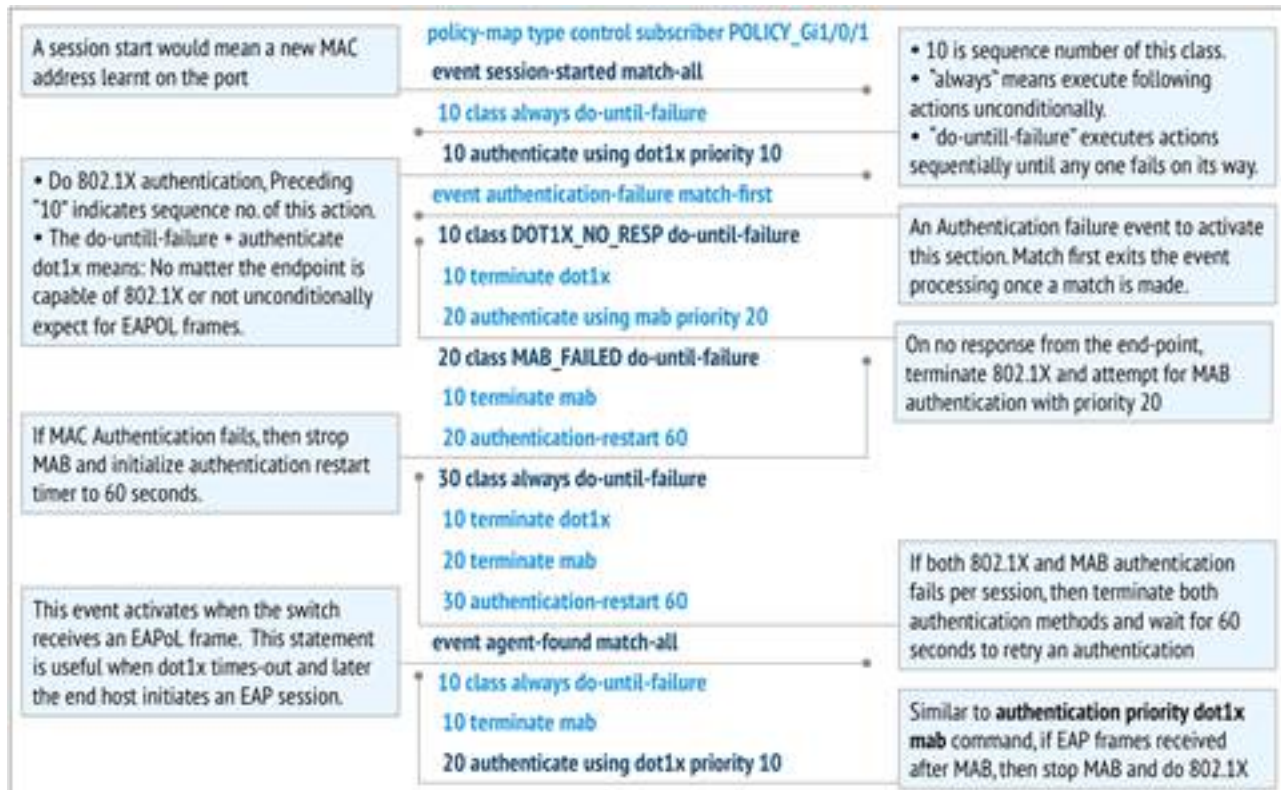 policy-map type control subscriber POLICY_Gi1/0/1
A session start would mean a new MAC
address learnt on the port
event session-started match-all
10 class always do-until-failure
10 authenticate using dot1x priority 10
• 10 is sequence number of this class.
• "always" means execute following
actions unconditionally.
• "do-untill-failure" executes actions
sequentially until any one fails on its way.
• Do 802.1X authentication, Preceding
"10" indicates sequence no. of this action.
• The do-untill-failure + authenticate
dot1x means: No matter the endpoint is
capable of 802.1X or not unconditionally
expect for EAPOL frames.
event authentication-failure match-first
An Authentication failure event to activate
this section. Match first exits the event
processing once a match is made.
10 class DOT1X_NO_RESP do-until-failure
10 terminate dot1x
20 authenticate using mab priority 20
On no response from the end-point,
terminate 802.1X and attempt for MAB
authentication with priority 20
20 class MAB_FAILED do-until-failure
10 terminate mab
20 authentication-restart 60
If MAC Authentication fails, then strop
MAB and initialize authentication restart
timer to 60 seconds.
30 class always do-until-failure
10 terminate dot1x
20 terminate mab
30 authentication-restart 60
If both 802.1X and MAB authentication
fails per session, then terminate both
authentication methods and wait for 60
seconds to retry an authentication
This event activates when the switch
receives an EAPoL frame. This statement
is useful when dot1x times-out and later
the end host initiates an EAP session.
event agent-found match-all
10 class always do-until-failure
10 terminate mab
20 authenticate using dot1x priority 10
Similar to authentication priority dot1x
mab command, if EAP frames received
after MAB, then stop MAB and do 802.1X